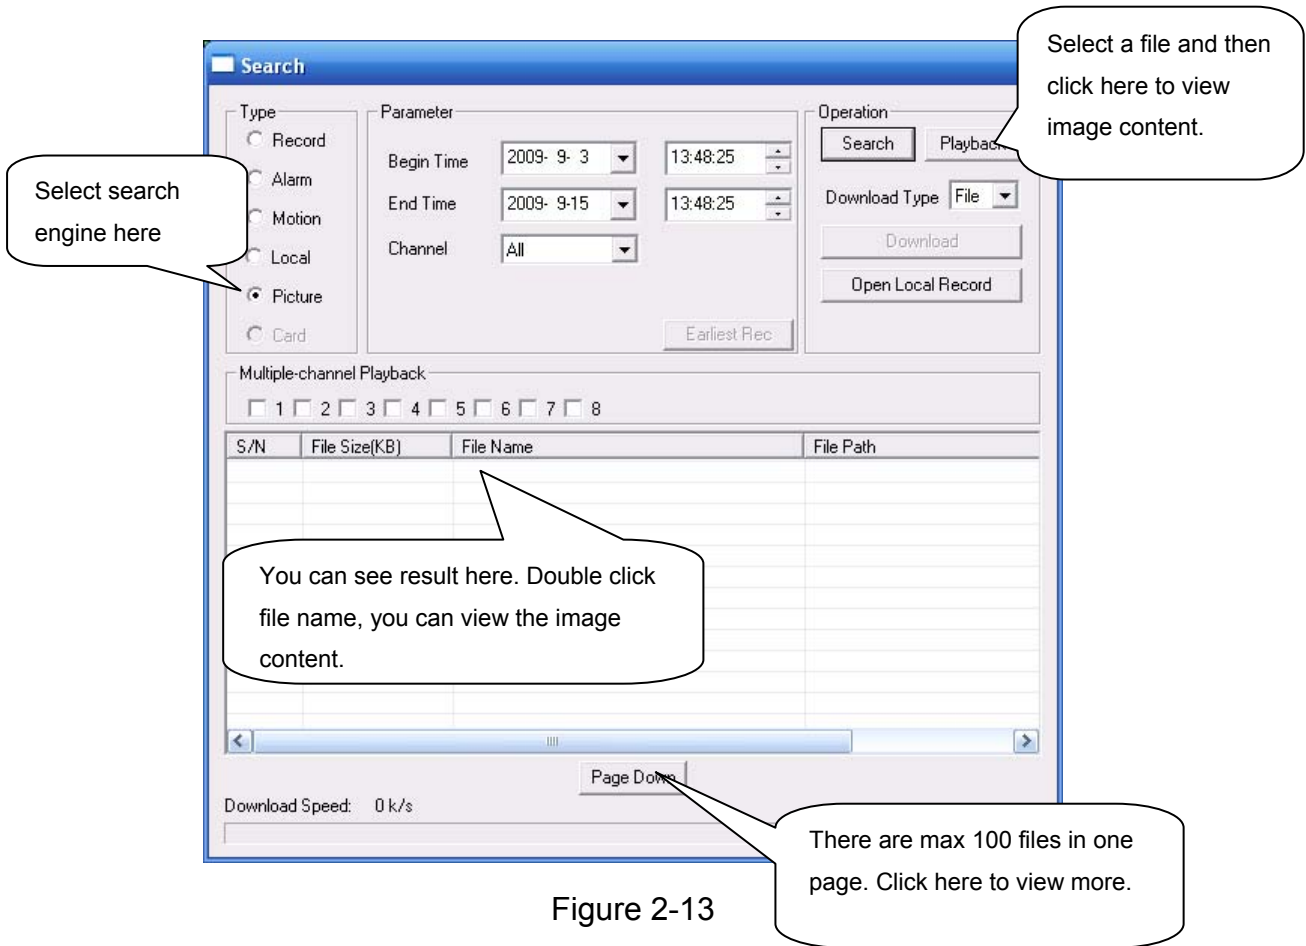 Search
Select a file and then
click here to view
image content.
Type
Record
Alarm
Motion
Local
Picture
Card
Select search
engine here
Parameter
Begin Time 2009- 9- 3 13:48:25
End Time 2009- 9-15 13:48:25
Channel All
Earliest Rec
Operation
Search Playback
Download Type File
Download
Open Local Record
Multiple-channel Playback
1 2 3 4 5 6 7 8
S/N File Size(KB) File Name File Path
You can see result here. Double click
file name, you can view the image
content.
Page Down
Download Speed: 0 k/s
There are max 100 files in one
page. Click here to view more.
Figure 2-13